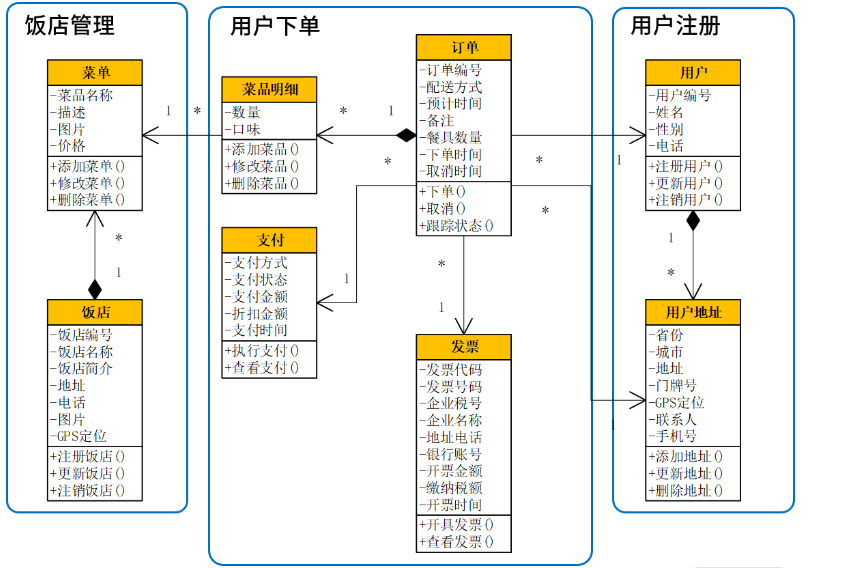 饭店管理
菜单
-菜品名称
-描述
-图片
-价格
+添加菜单()
+修改菜单()
+删除菜单()
1
*
*
1
饭店
-饭店编号
-饭店名称
-饭店简介
-地址
-电话
-图片
-GPS定位
+注册饭店()
+更新饭店()
+注销饭店()
用户下单
菜品明细
-数量
-口味
+添加菜品()
+修改菜品()
+删除菜品()
*
1
*
支付
-支付方式
-支付状态
-支付金额
-折扣金额
-支付时间
+执行支付()
+查看支付()
1
订单
-订单编号
-配送方式
-预计时间
-备注
-餐具数量
-下单时间
-取消时间
+下单()
+取消()
+跟踪状态()
*
*
*
1
发票
-发票代码
-发票号码
-企业税号
-企业名称
-地址电话
-银行账号
-开票金额
-缴纳税额
-开票时间
+开具发票()
+查看发票()
用户注册
用户
-用户编号
-姓名
-性别
-电话
+注册用户()
+更新用户()
+注销用户()
1
1
*
用户地址
-省份
-城市
-地址
-门牌号
-GPS定位
-联系人
-手机号
+添加地址()
+更新地址()
+删除地址()
1